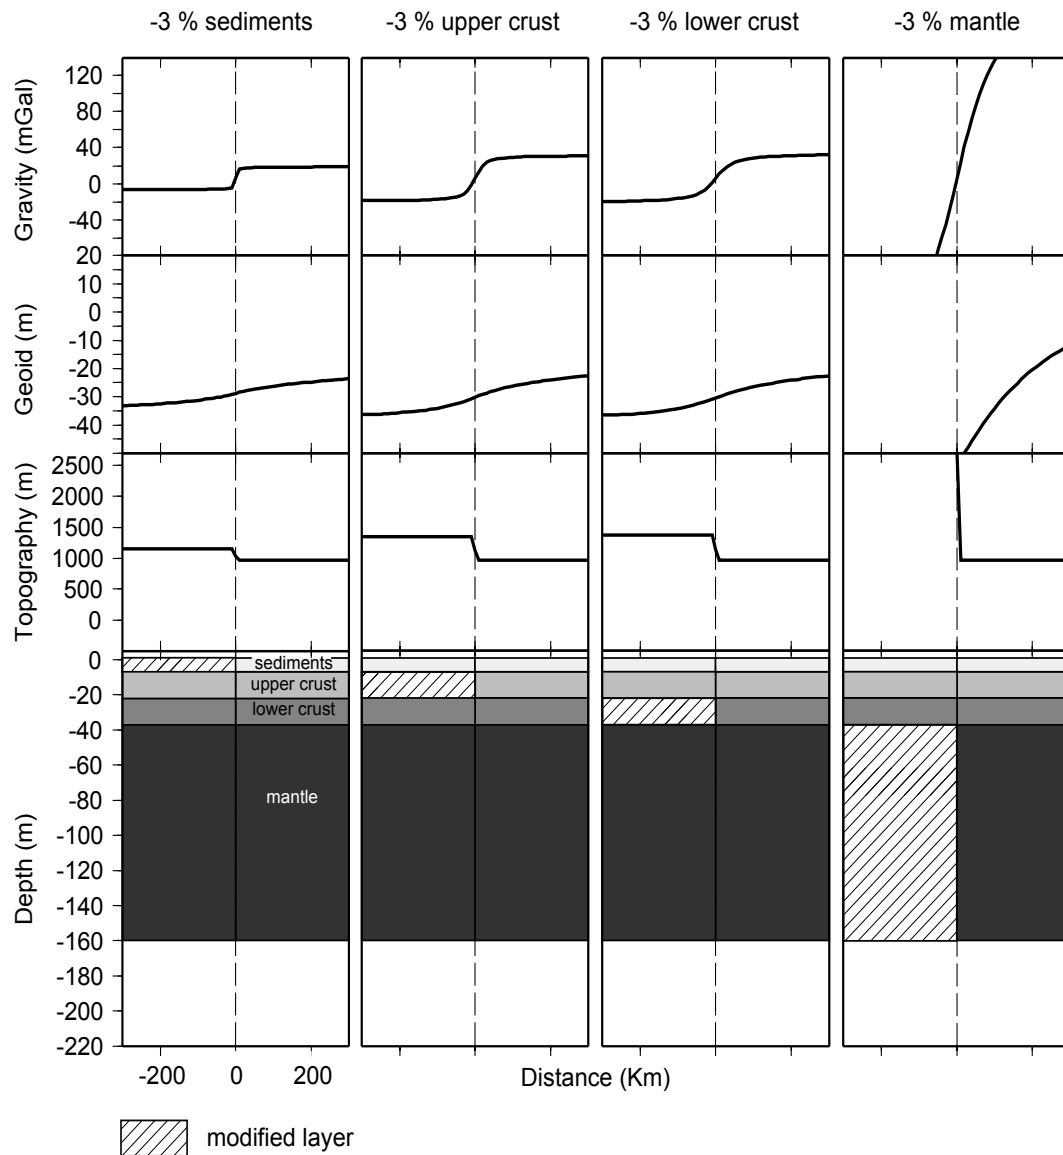 -3 % sediments
-3 % upper crust
-3 % lower crust
-3 % mantle
Gravity (mGal)
120
80
40
0
-40
20
Geoid (m)
10
0
-10
-20
-30
-40
Topography (m)
2500
2000
1500
1000
500
0
Depth (m)
0
-20
-40
-60
-80
-100
-120
-140
-160
-180
-200
-220
sediments
upper crust
lower crust
mantle
-200
0
200
Distance (Km)
modified layer